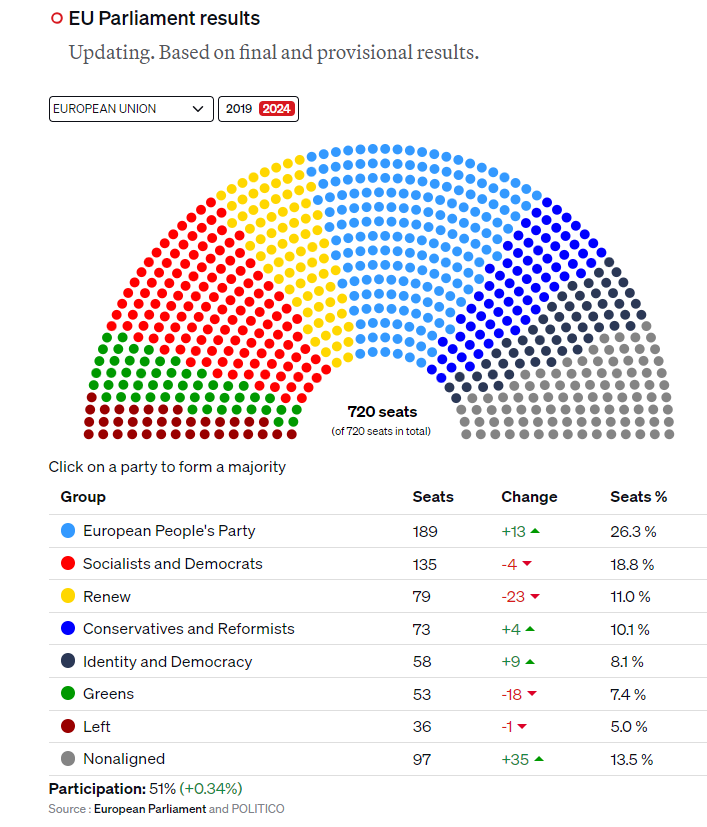 EU Parliament results
Updating. Based on final and provisional results.
EUROPEAN UNION 2019 2024
720 seats
(of 720 seats in total)
Click on a party to form a majority
Group Seats Change Seats %
European People's Party 189 +13 26.3 %
Socialists and Democrats 135 -4 18.8 %
Renew 79 -23 11.0 %
Conservatives and Reformists 73 +4 10.1 %
Identity and Democracy 58 +9 8.1 %
Greens 53 -18 7.4 %
Left 36 -1 5.0 %
Nonaligned 97 +35 13.5 %
Participation: 51% (+0.34%)
Source : European Parliament and POLITICO